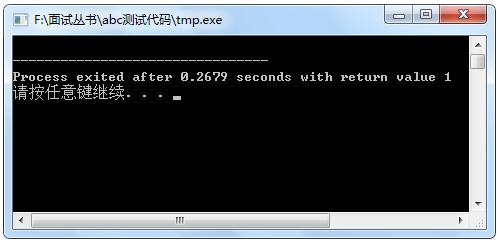 F:\面试丛书\abc测试代码\tmp.exe
--------------------------------
Process exited after 0.2679 seconds with return value 1
请按任意键继续. . .